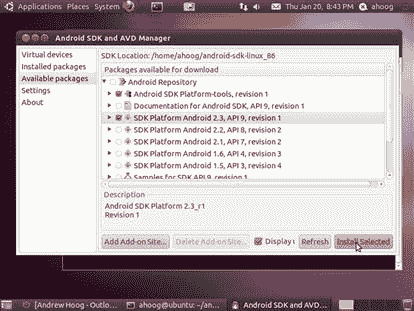 Applications Places System
Thu Jan 20, 8:43 PM ahoog
Android SDK and AVD Manager
Virtual devices
Installed packages
Available packages
Settings
About
SDK Location: /home/ahoog/android-sdk-linux_86
Packages available for download
Android Repository
Android SDK Platform-tools, revision 1
Documentation for Android SDK, API 9, revision 1
SDK Platform Android 2.3, API 9, revision 1
SDK Platform Android 2.2, API 8, revision 2
SDK Platform Android 2.1, API 7, revision 2
SDK Platform Android 1.6, API 4, revision 3
SDK Platform Android 1.5, API 3, revision 4
Samples for SDK API 9, revision 1
Description
Android SDK Platform 2.3_r1
Revision 1
Add Add-on Site... Delete Add-on Site... Display Refresh Install Selected
[Andrew Hoog - Outlo... ahoog@ubuntu: ~/an... Android SDK and AVD...